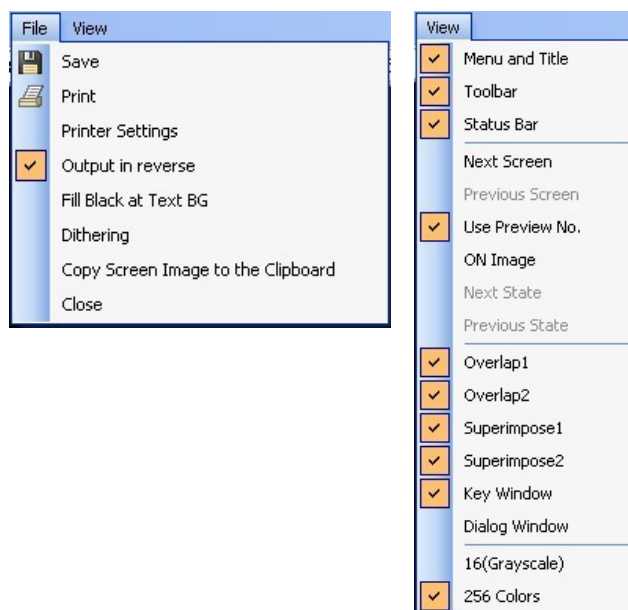 File View
Save
Print
Printer Settings
Output in reverse
Fill Black at Text BG
Dithering
Copy Screen Image to the Clipboard
Close
View
Menu and Title
Toolbar
Status Bar
Next Screen
Previous Screen
Use Preview No.
ON Image
Next State
Previous State
Overlap1
Overlap2
Superimpose1
Superimpose2
Key Window
Dialog Window
16(Grayscale)
256 Colors